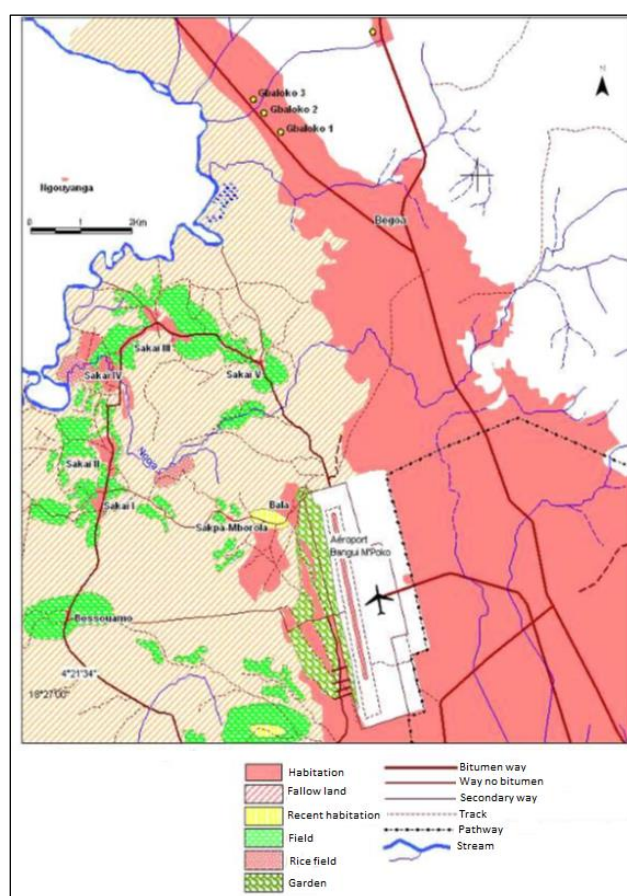 N
Gbaloko 3
Gbaloko 2
Gbaloko 1
Ngouyanga
0 1 2Km
Begoa
Sakai III
Sakai IV
Sakai V
Sakai II
Ngola
Sakai I
Bala
Sakpa-Mborola
Aéroport
Bangui M'Poko
Bossouamo
4°21'34"
18°27'00"
Habitation
Fallow land
Recent habitation
Field
Rice field
Garden
Bitumen way
Way no bitumen
Secondary way
Track
Pathway
Stream